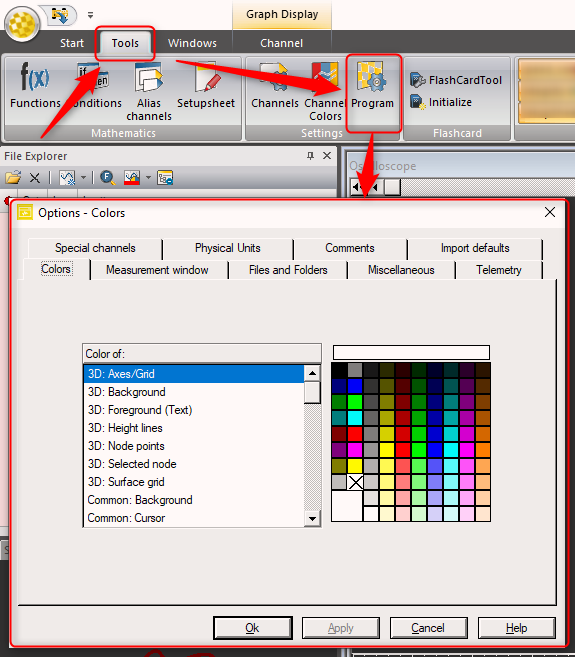 Graph Display
Start Tools Windows Channel
f(x) if
Functions Conditions Alias channels Setupsheet Channels Channel Colors Program FlashCardTool
Initialize
Mathematics Settings Flashcard
File Explorer
Oscilloscope
Options - Colors
Special channels Physical Units Comments Import defaults
Colors Measurement window Files and Folders Miscellaneous Telemetry
Color of:
3D: Axes/Grid
3D: Background
3D: Foreground (Text)
3D: Height lines
3D: Node points
3D: Selected node
3D: Surface grid
Common: Background
Common: Cursor
Ok Apply Cancel Help